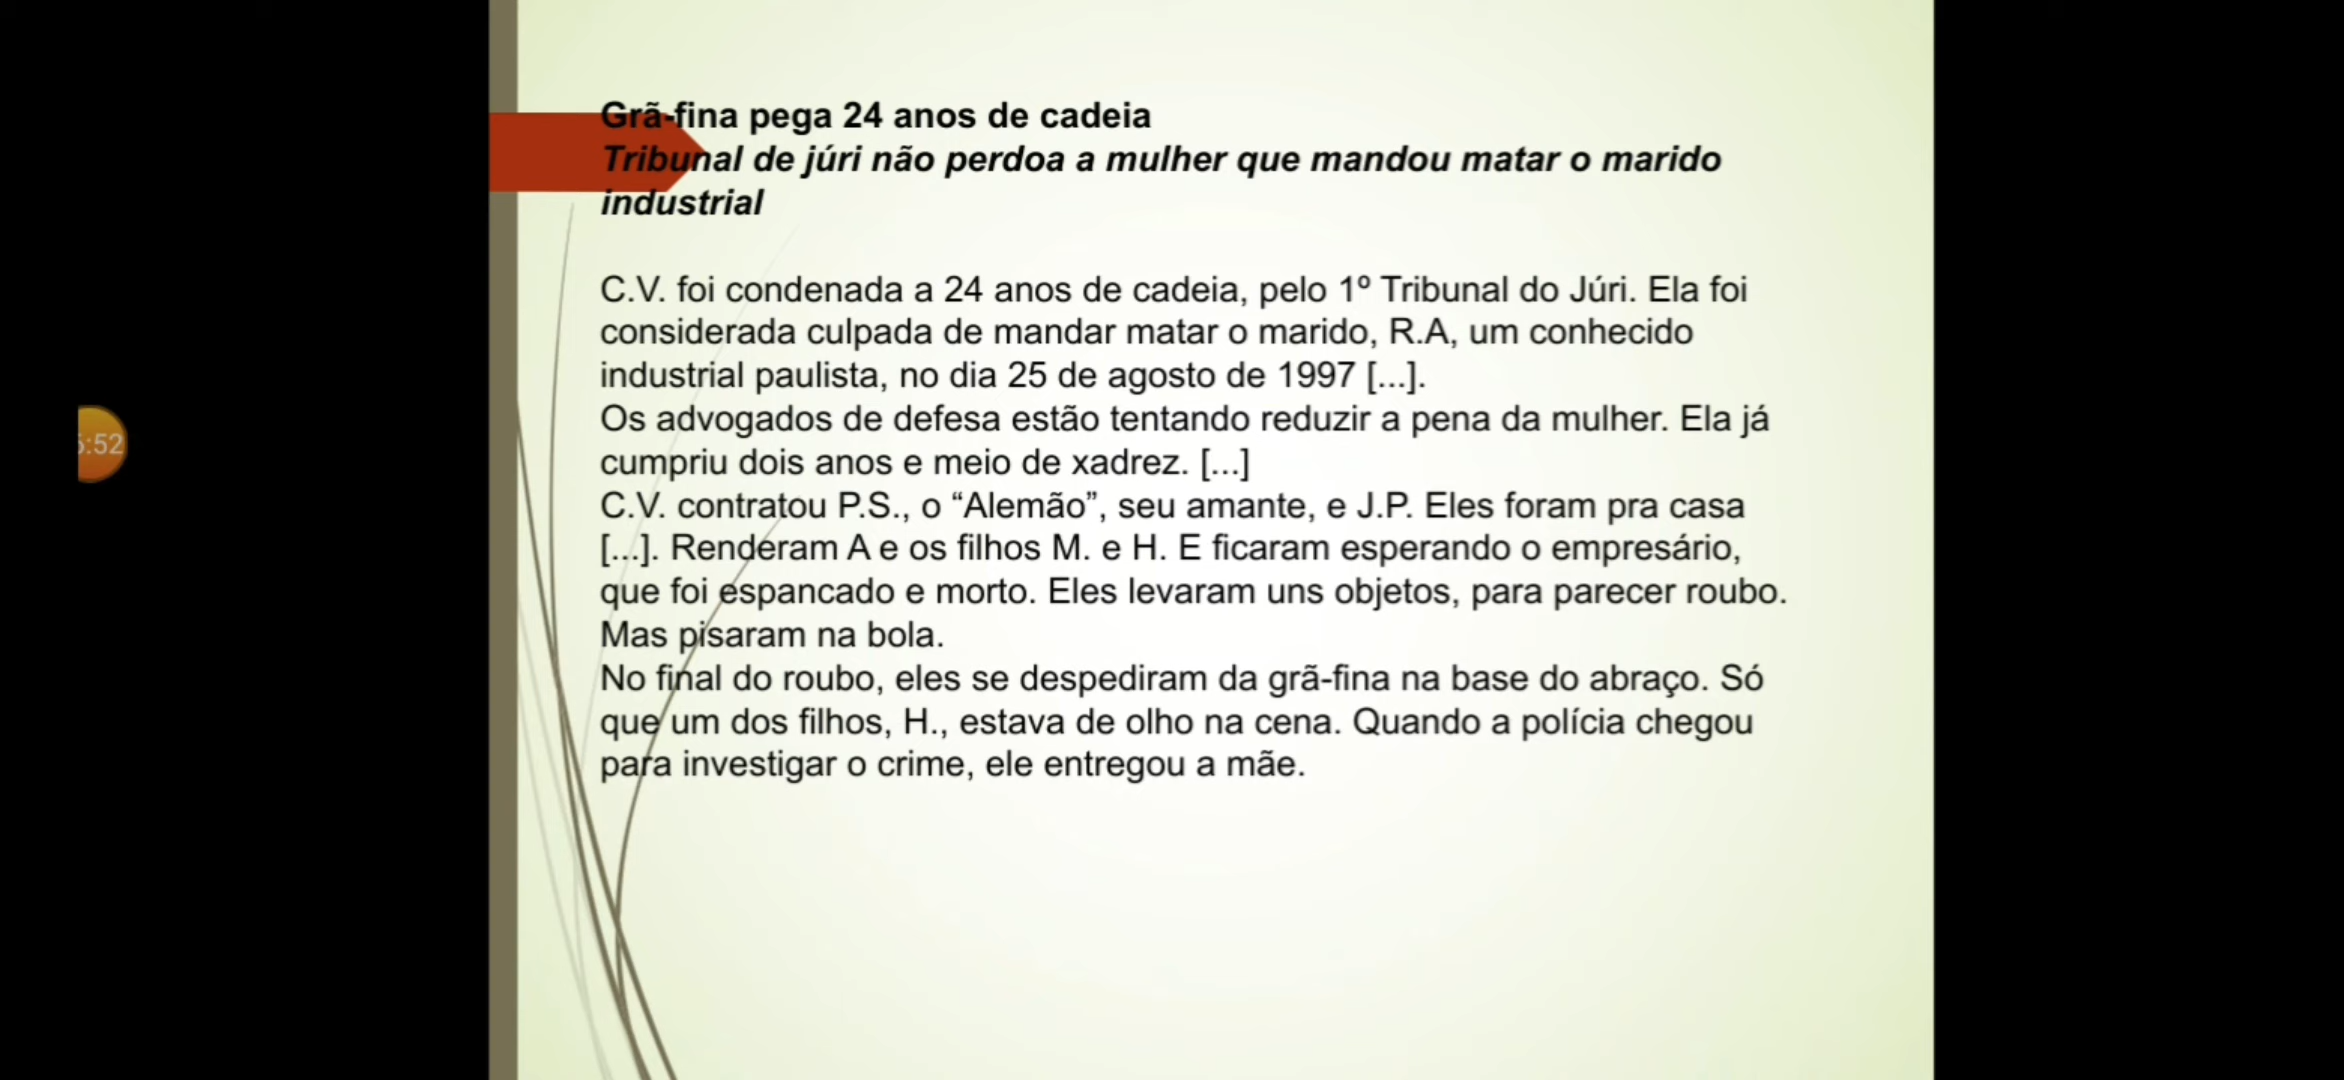 Grã-fina pega 24 anos de cadeia
Tribunal de júri não perdoa a mulher que mandou matar o marido
industrial
C.V. foi condenada a 24 anos de cadeia, pelo 1º Tribunal do Júri. Ela foi
considerada culpada de mandar matar o marido, R.A, um conhecido
industrial paulista, no dia 25 de agosto de 1997 [...].
Os advogados de defesa estão tentando reduzir a pena da mulher. Ela já
cumpriu dois anos e meio de xadrez. [...]
C.V. contratou P.S., o “Alemão”, seu amante, e J.P. Eles foram pra casa
[...]. Renderam A e os filhos M. e H. E ficaram esperando o empresário,
que foi espancado e morto. Eles levaram uns objetos, para parecer roubo.
Mas pisaram na bola.
No final do roubo, eles se despediram da grã-fina na base do abraço. Só
que um dos filhos, H., estava de olho na cena. Quando a polícia chegou
para investigar o crime, ele entregou a mãe.
:52